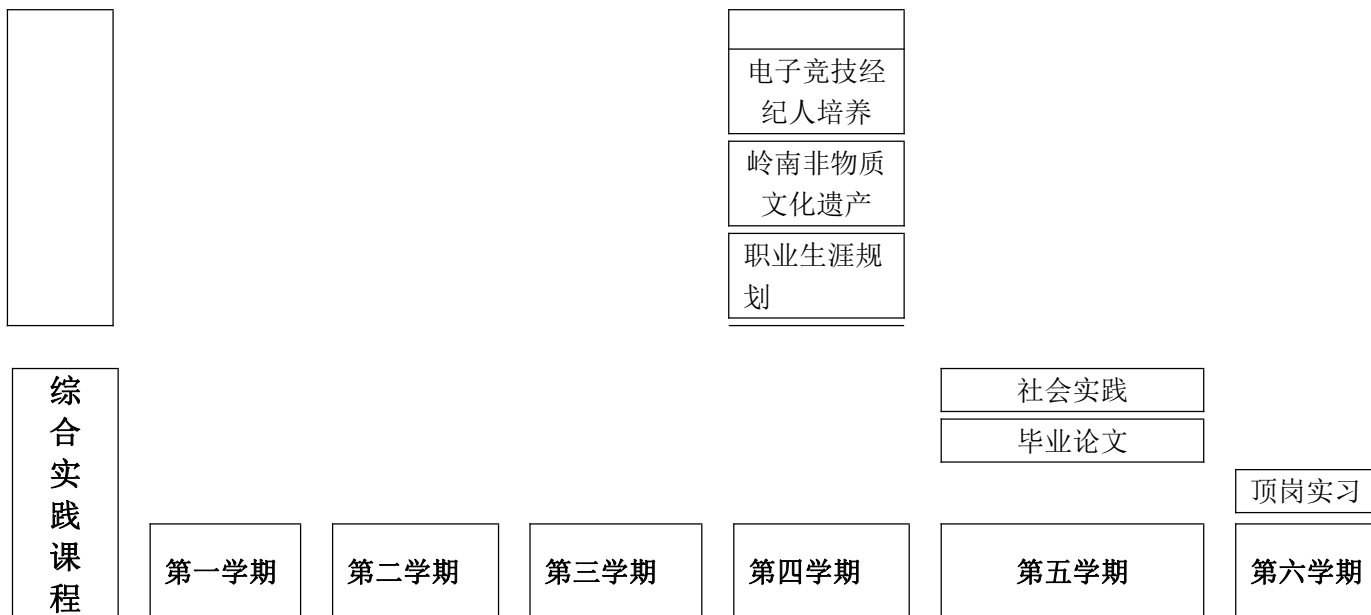 电子竞技经
纪人培养
岭南非物质
文化遗产
职业生涯规
划
综
合
实
践
课
程
社会实践
毕业论文
顶岗实习
第一学期
第二学期
第三学期
第四学期
第五学期
第六学期